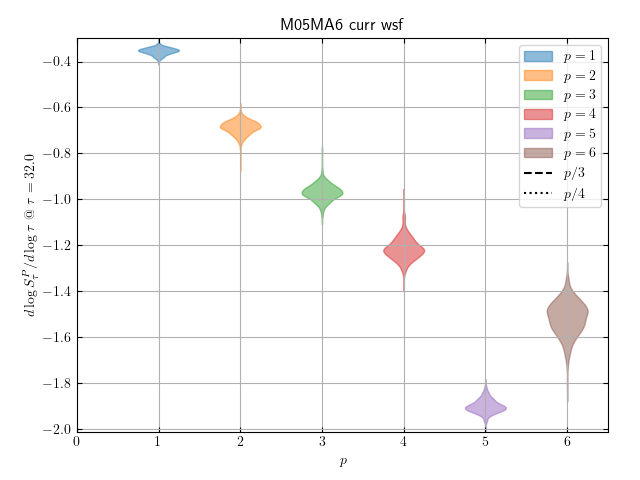 M05MA6 curr wsf
d log S_τ^P / d log τ @ τ = 32.0
−0.4
−0.6
−0.8
−1.0
−1.2
−1.4
−1.6
−1.8
−2.0
0 1 2 3 4 5 6
p
p = 1
p = 2
p = 3
p = 4
p = 5
p = 6
p/3
p/4